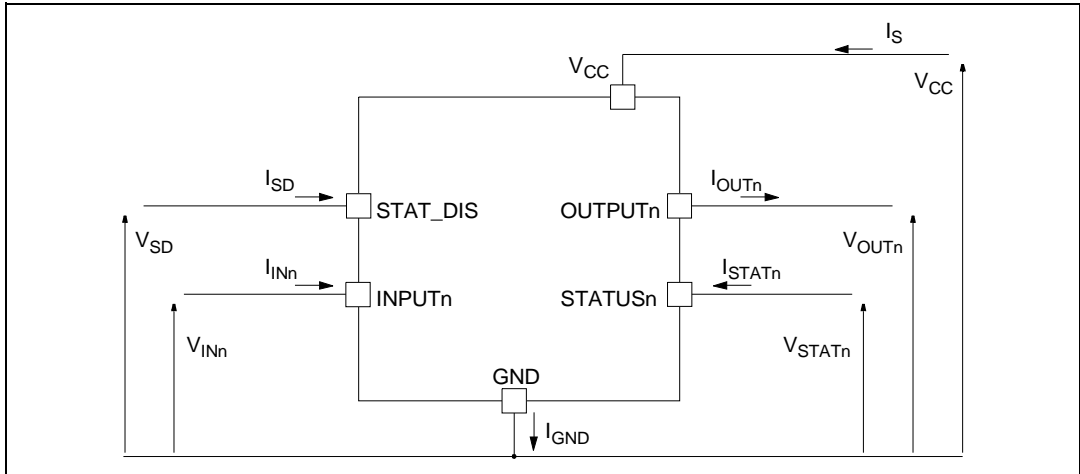 I_S
V_CC
V_CC
I_SD
I_OUTn
STAT_DIS
OUTPUTn
V_SD
V_OUTn
I_INn
I_STATn
INPUTn
STATUSn
V_INn
V_STATn
GND
I_GND